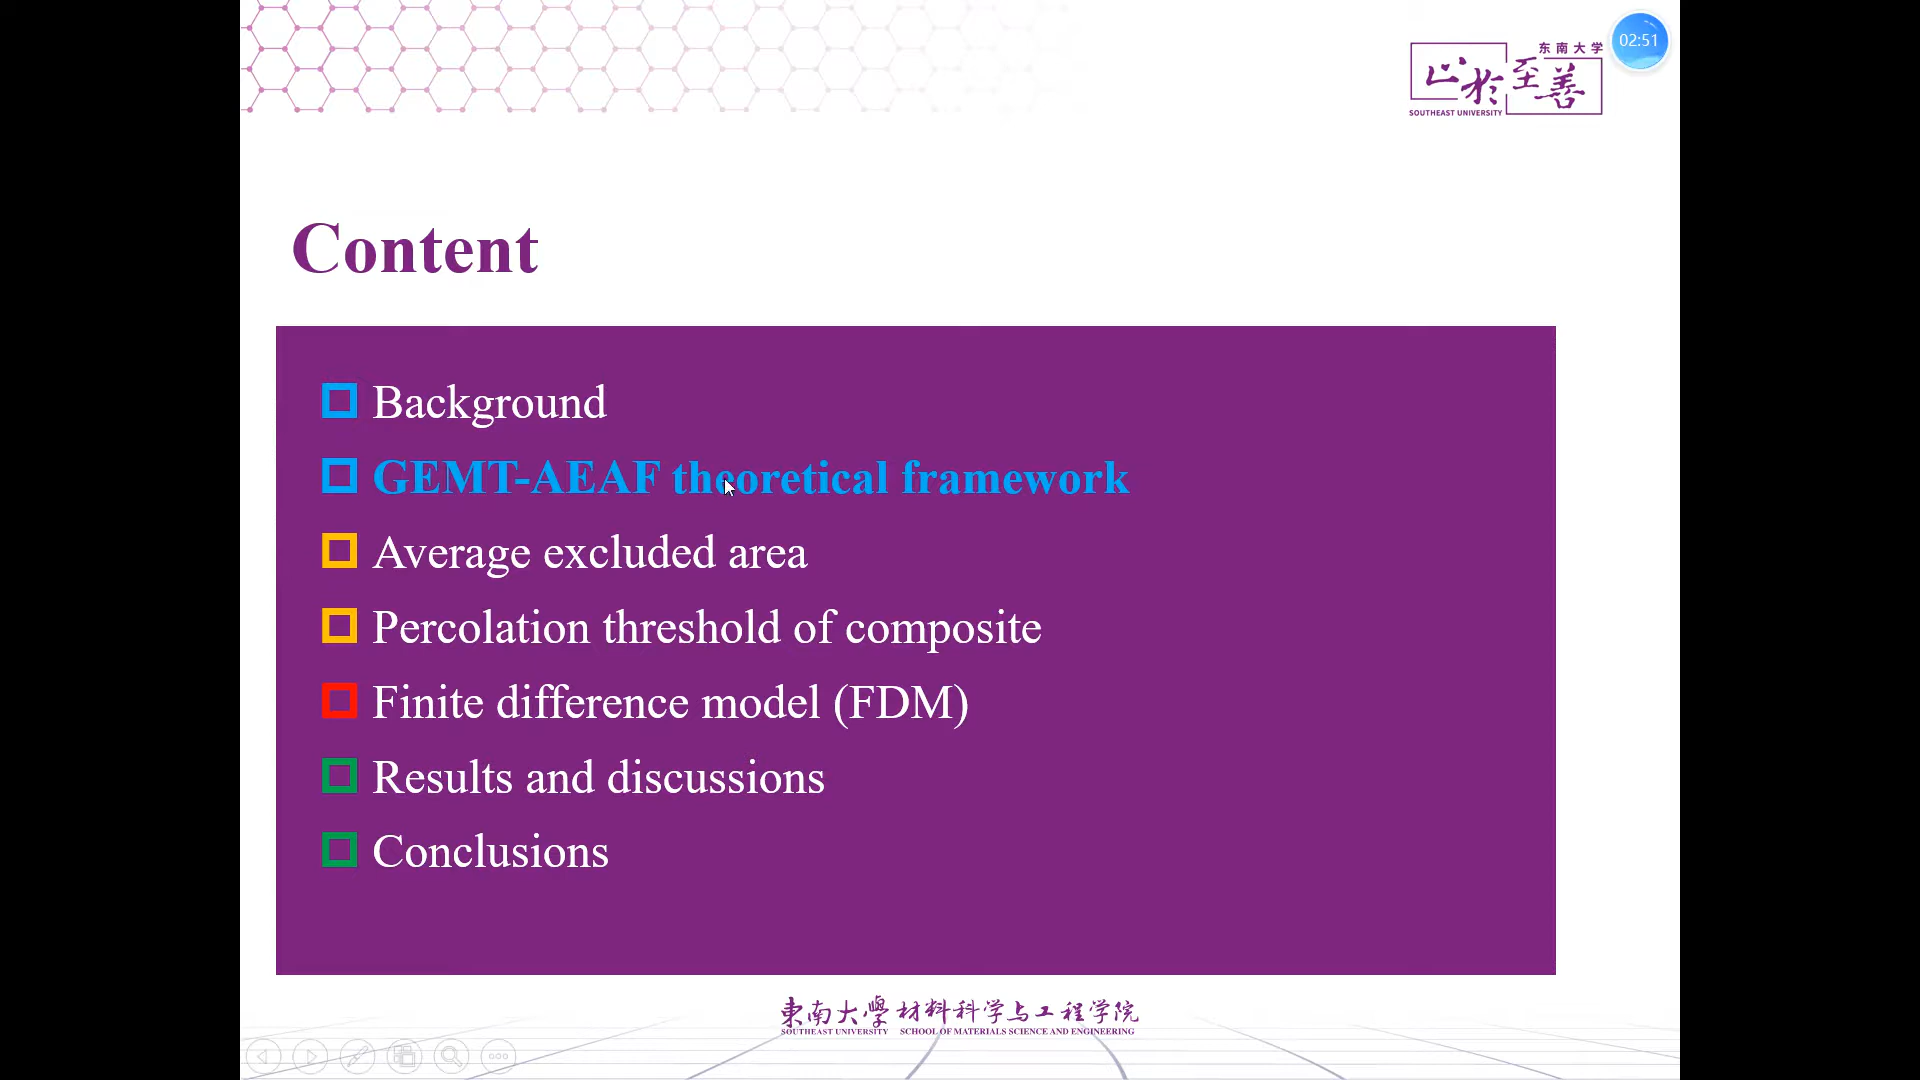 02:51
东南大学
止於至善
SOUTHEAST UNIVERSITY
Content
Background
GEMT-AEAF theoretical framework
Average excluded area
Percolation threshold of composite
Finite difference model (FDM)
Results and discussions
Conclusions
東南大學材料科学与工程学院
SOUTHEAST UNIVERSITY SCHOOL OF MATERIALS SCIENCE AND ENGINEERING